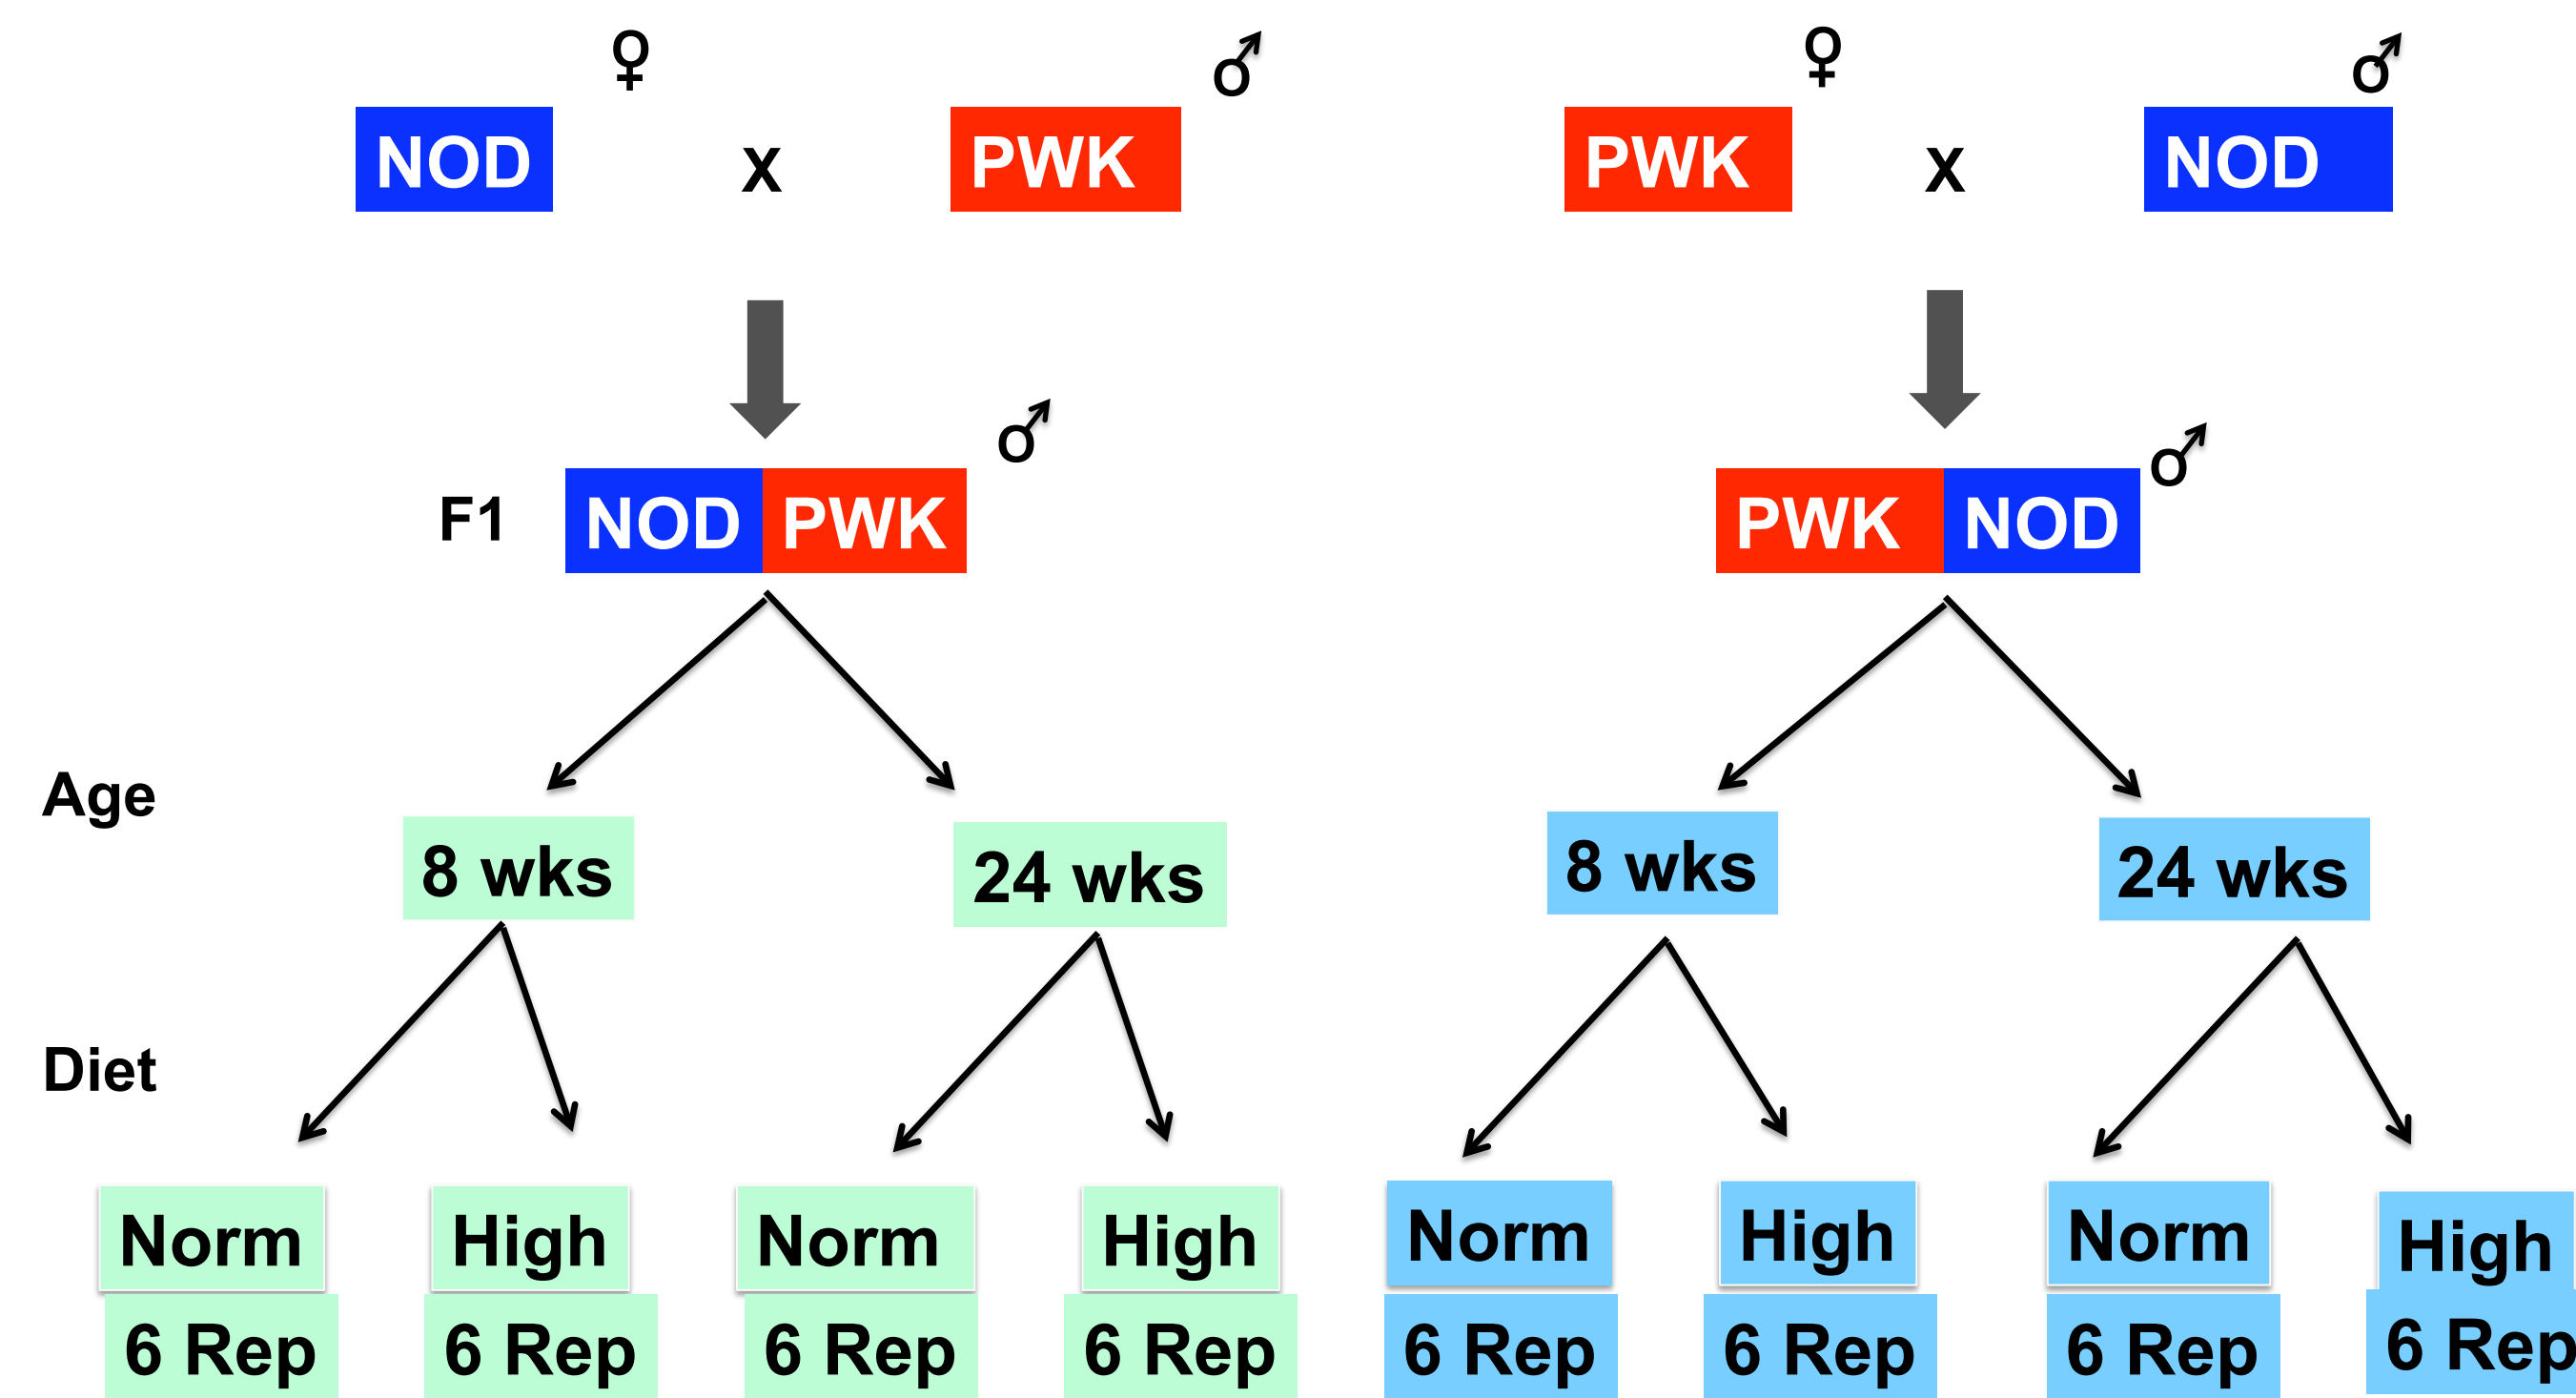 ♀ ♂ ♀ ♂
NOD x PWK PWK x NOD
♂ ♂
F1 NOD PWK PWK NOD
Age
8 wks 24 wks 8 wks 24 wks
Diet
Norm High Norm High Norm High Norm High
6 Rep 6 Rep 6 Rep 6 Rep 6 Rep 6 Rep 6 Rep 6 Rep